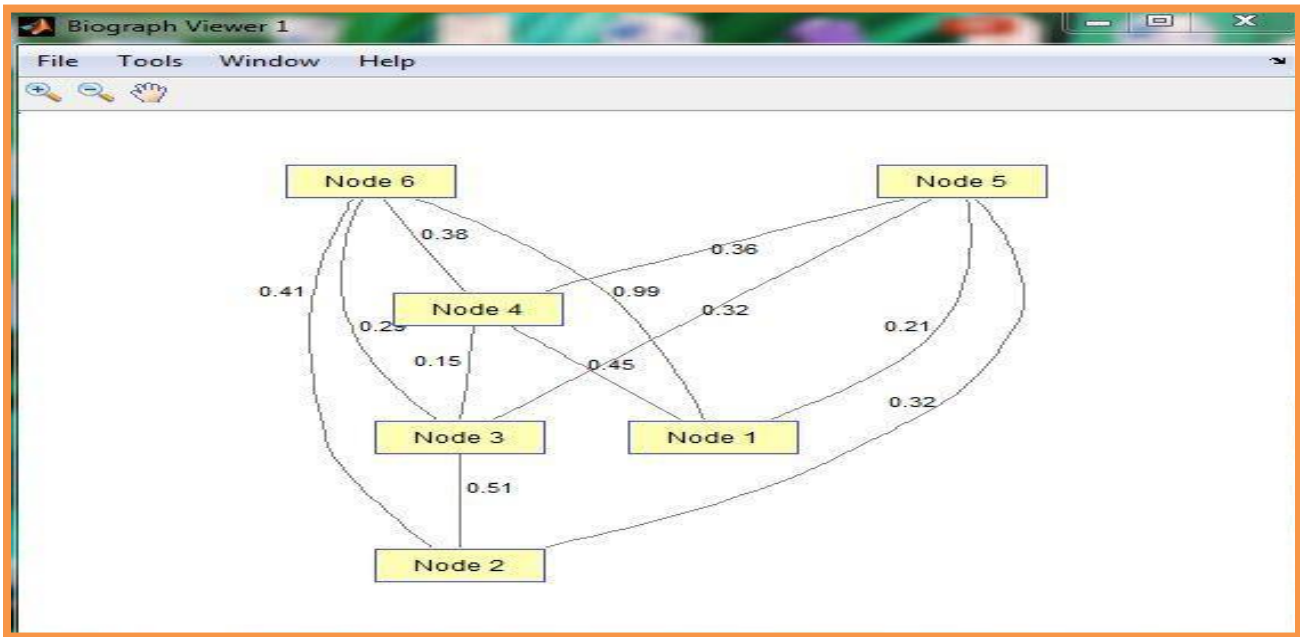 Biograph Viewer 1
File Tools Window Help
Node 6 Node 5
0.38
0.36
0.41
0.99
Node 4
0.32
0.29
0.21
0.15
0.45
0.32
Node 3 Node 1
0.51
Node 2